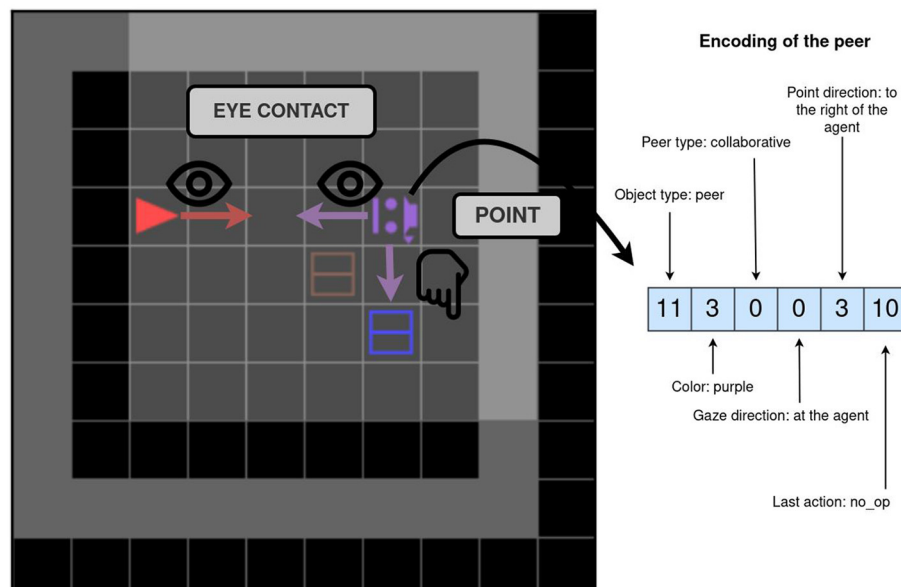 Encoding of the peer
Point direction: to
the right of the
agent
Peer type: collaborative
Object type: peer
EYE CONTACT
POINT
11 3 0 0 3 10
Color: purple
Gaze direction: at the agent
Last action: no_op